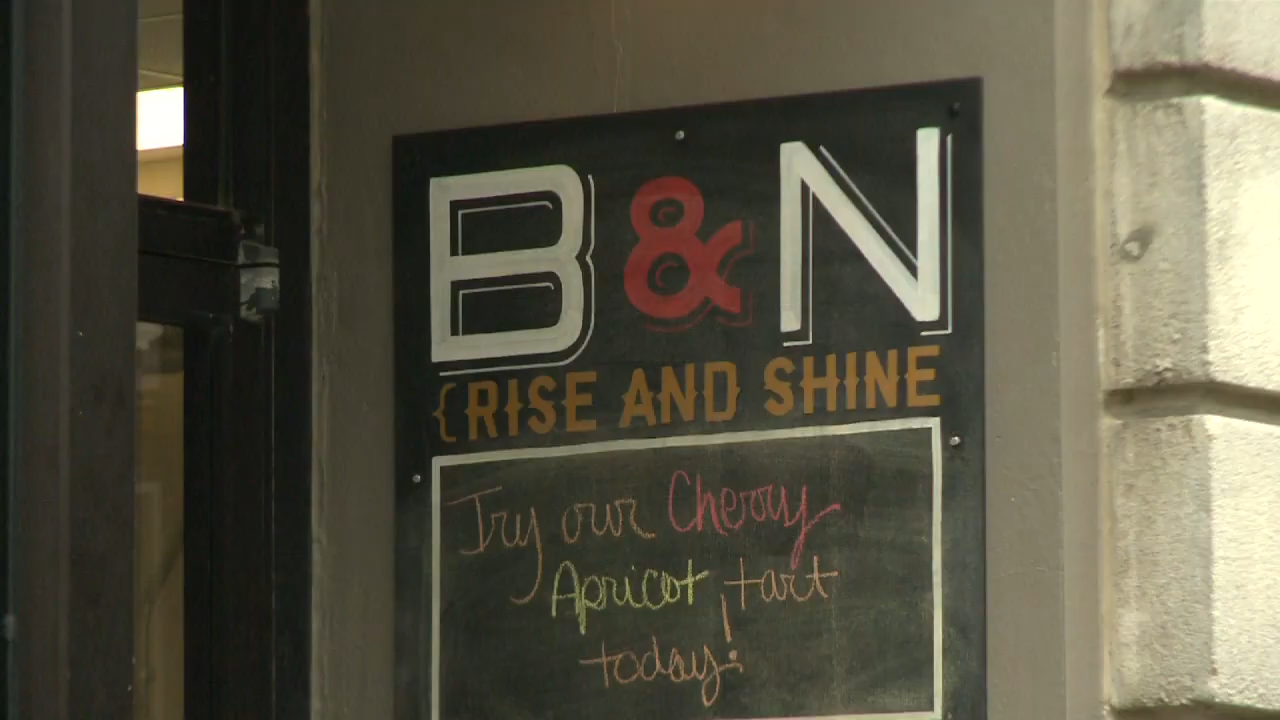 B&N
{RISE AND SHINE
Try our Cherry
Apricot tart
today!